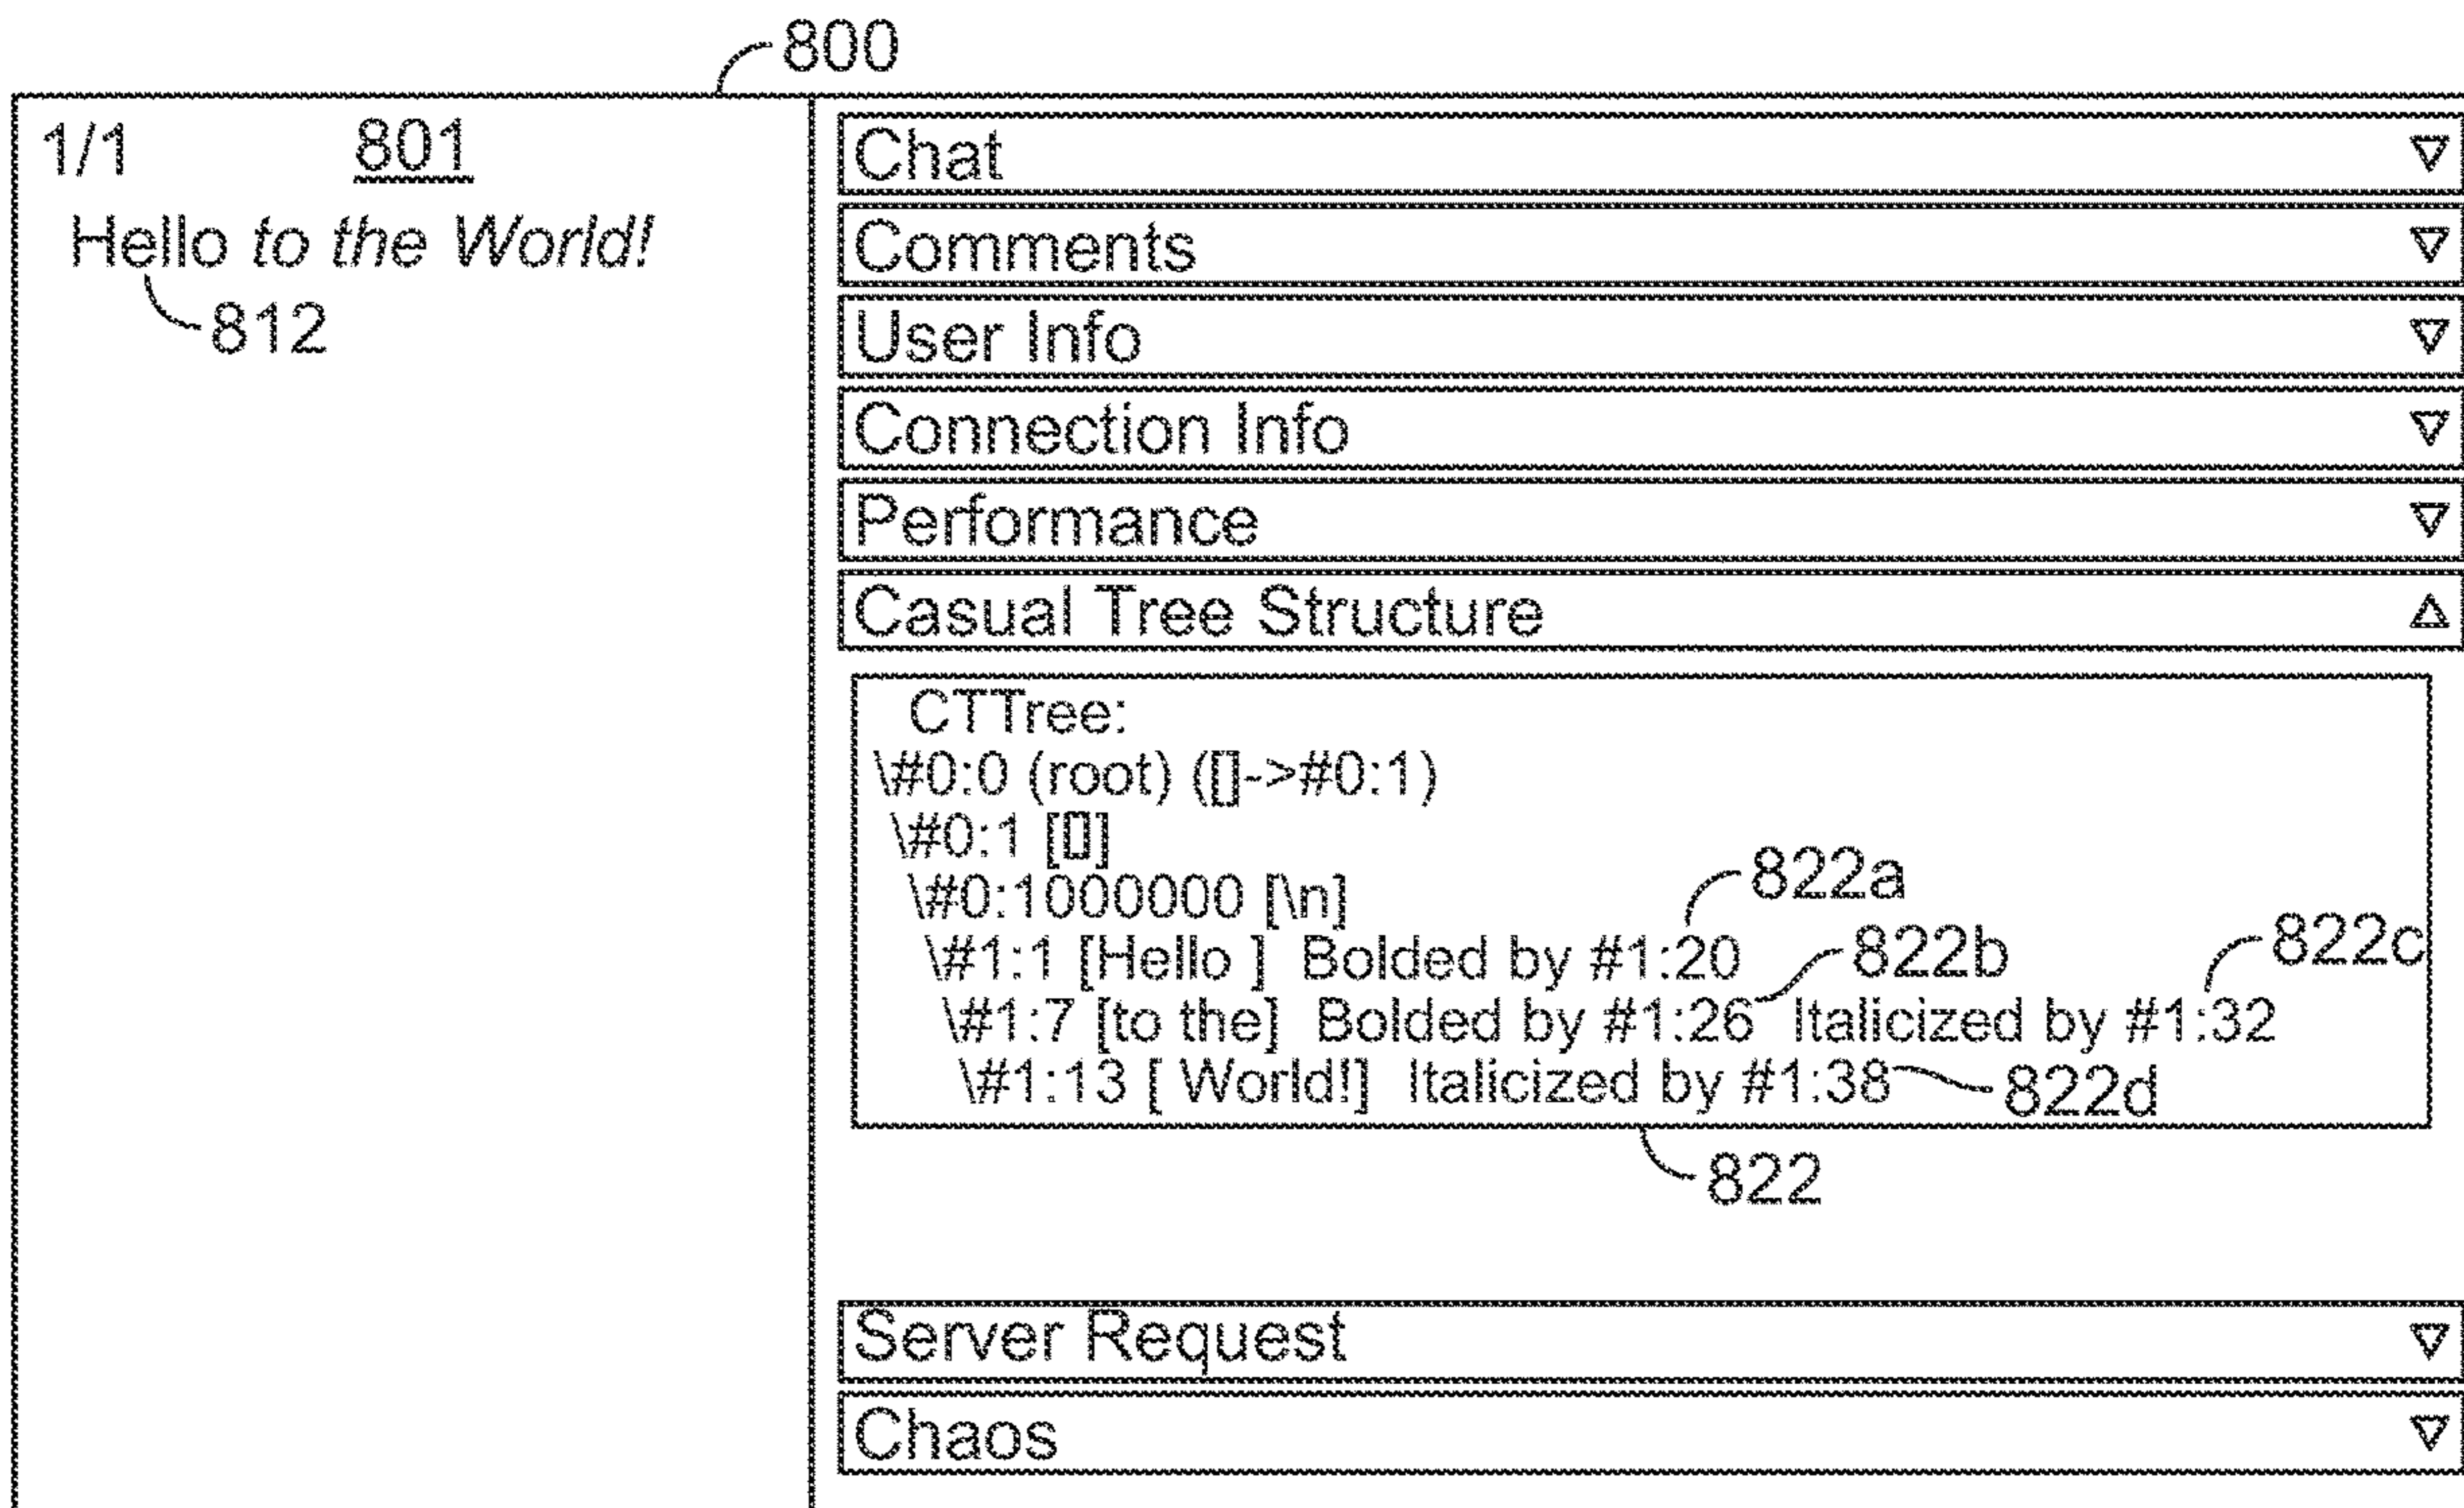 800
1/1 801
Hello to the World!
812
Chat
Comments
User Info
Connection Info
Performance
Casual Tree Structure
CTTree:
\#0:0 (root) ([]->#0:1)
\#0:1 [[]]
\#0:1000000 [\n]
822a
\#1:1 [Hello ] Bolded by #1:20
822b
822c
\#1:7 [to the] Bolded by #1:26 Italicized by #1:32
\#1:13 [ World!] Italicized by #1:38
822d
822
Server Request
Chaos